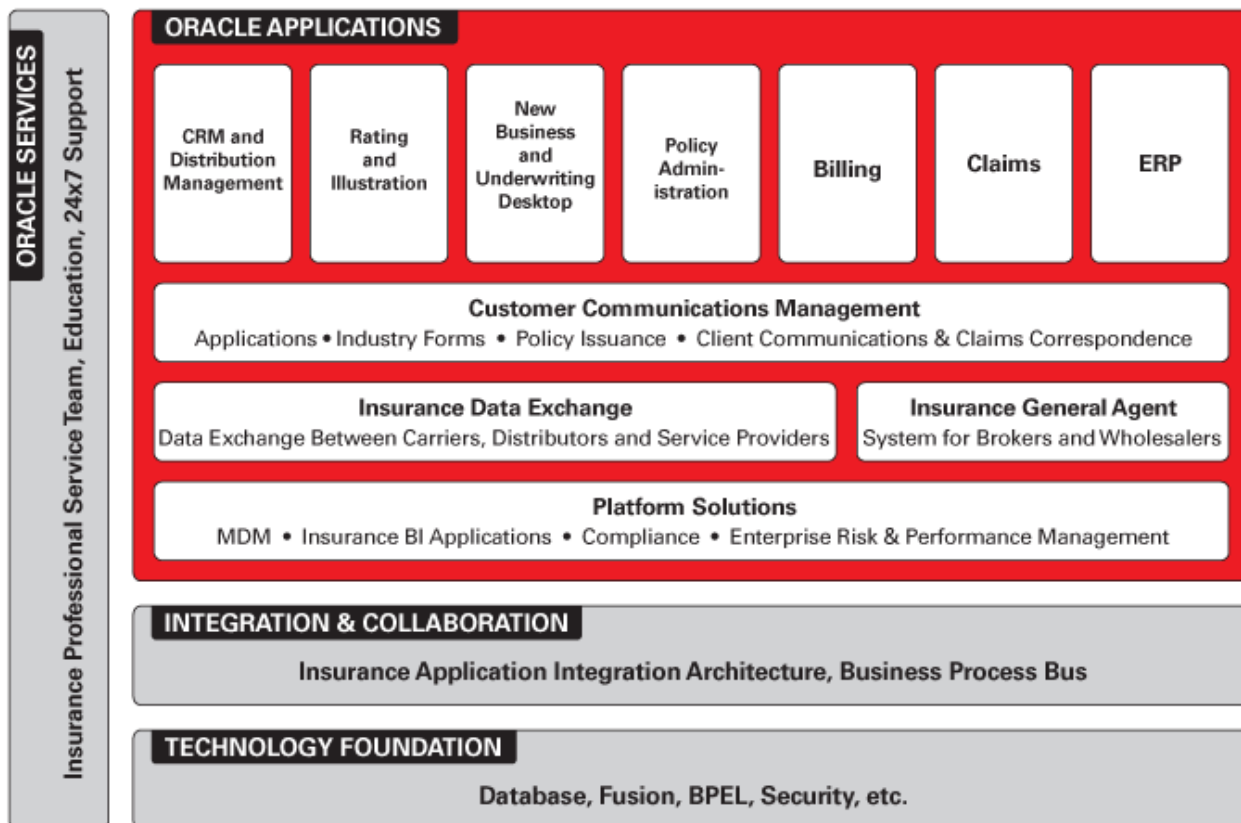 ORACLE SERVICES
Insurance Professional Service Team, Education, 24x7 Support
ORACLE APPLICATIONS
CRM and
Distribution
Management
Rating
and
Illustration
New
Business
and
Underwriting
Desktop
Policy
Admin-
istration
Billing
Claims
ERP
Customer Communications Management
Applications • Industry Forms • Policy Issuance • Client Communications & Claims Correspondence
Insurance Data Exchange
Data Exchange Between Carriers, Distributors and Service Providers
Insurance General Agent
System for Brokers and Wholesalers
Platform Solutions
MDM • Insurance BI Applications • Compliance • Enterprise Risk & Performance Management
INTEGRATION & COLLABORATION
Insurance Application Integration Architecture, Business Process Bus
TECHNOLOGY FOUNDATION
Database, Fusion, BPEL, Security, etc.